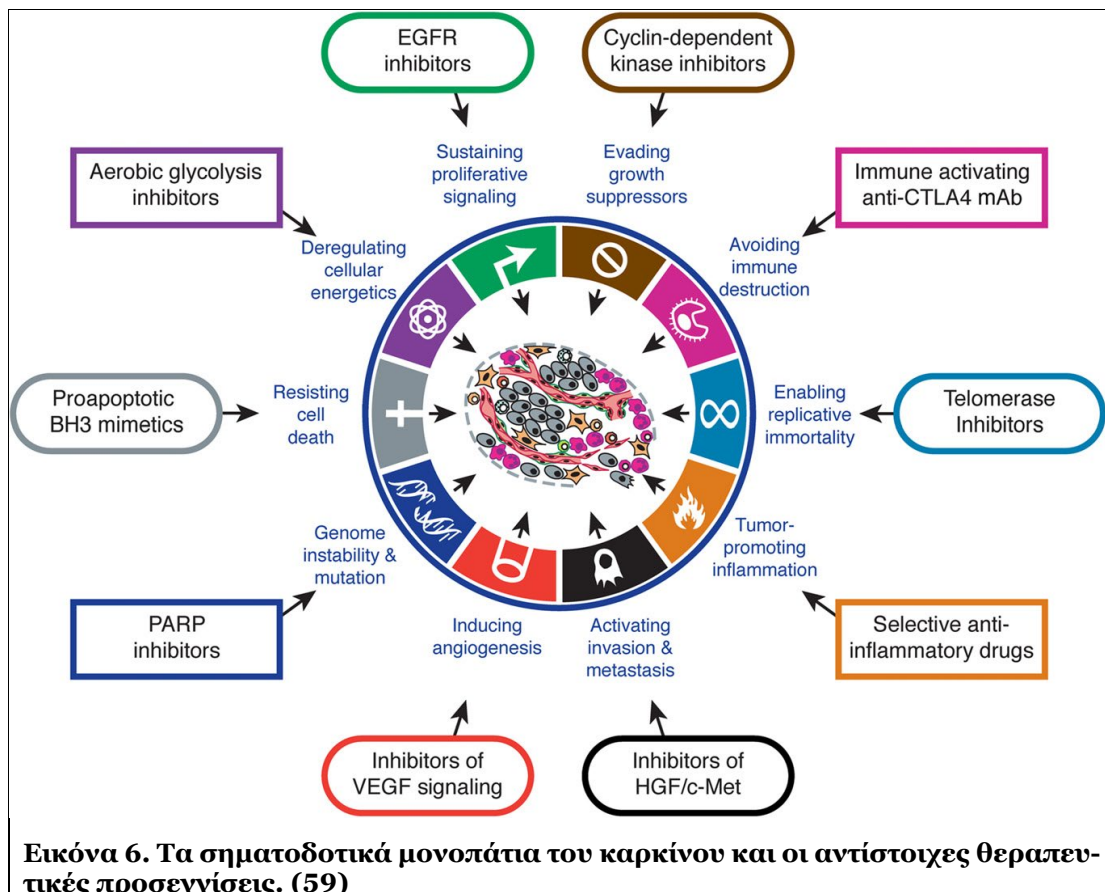 EGFR
inhibitors
Cyclin-dependent
kinase inhibitors
Sustaining
proliferative
signaling
Evading
growth
suppressors
Aerobic glycolysis
inhibitors
Immune activating
anti-CTLA4 mAb
Deregulating
cellular
energetics
Avoiding
immune
destruction
Proapoptotic
BH3 mimetics
Resisting
cell
death
Enabling
replicative
immortality
Telomerase
Inhibitors
Genome
instability &
mutation
Tumor-
promoting
inflammation
PARP
inhibitors
Inducing
angiogenesis
Activating
invasion &
metastasis
Selective anti-
inflammatory drugs
Inhibitors of
VEGF signaling
Inhibitors of
HGF/c-Met
Εικόνα 6. Τα σηματοδοτικά μονοπάτια του καρκίνου και οι αντίστοιχες θεραπευ-
τικές προσεγγίσεις. (59)